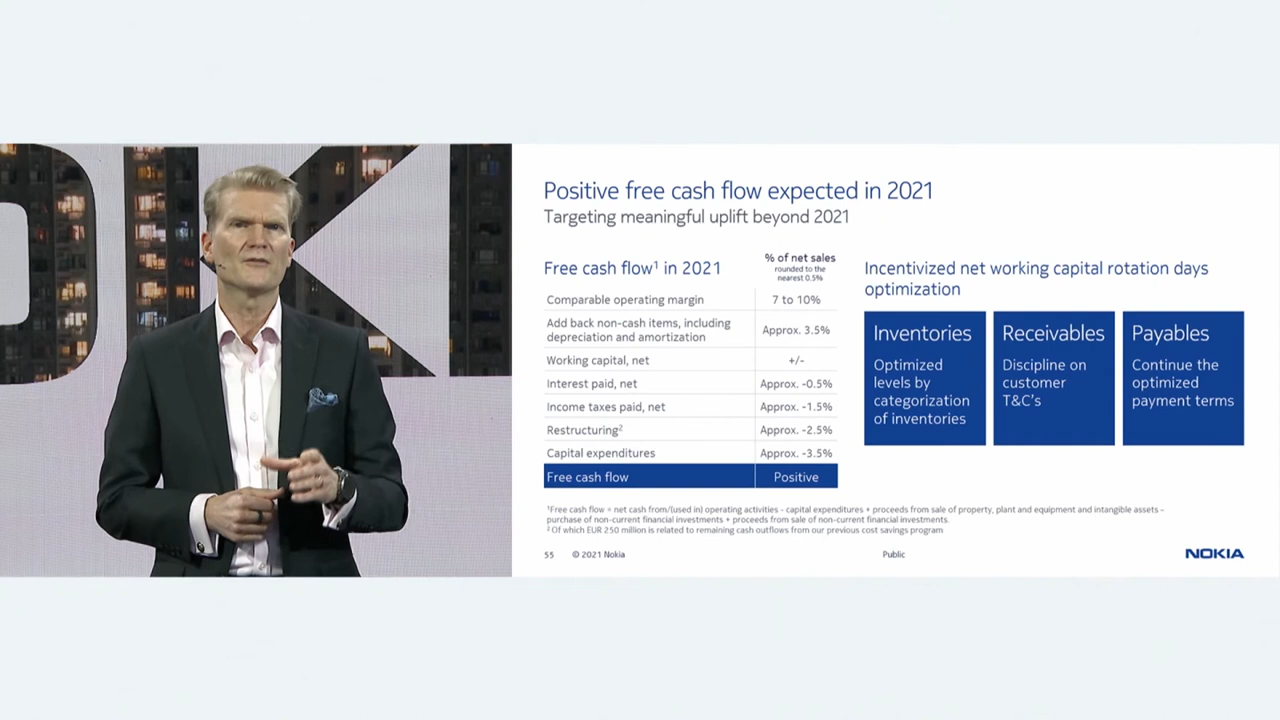 OKI
Positive free cash flow expected in 2021
Targeting meaningful uplift beyond 2021
Free cash flow¹ in 2021
% of net sales
rounded to the
nearest 0.5%
Comparable operating margin
7 to 10%
Add back non-cash items, including
depreciation and amortization
Approx. 3.5%
Working capital, net
+/-
Interest paid, net
Approx. -0.5%
Income taxes paid, net
Approx. -1.5%
Restructuring²
Approx. -2.5%
Capital expenditures
Approx. -3.5%
Free cash flow
Positive
Incentivized net working capital rotation days
optimization
Inventories
Optimized
levels by
categorization
of inventories
Receivables
Discipline on
customer
T&C's
Payables
Continue the
optimized
payment terms
¹Free cash flow = net cash from/(used in) operating activities - capital expenditures + proceeds from sale of property, plant and equipment and intangible assets –
purchase of non-current financial investments + proceeds from sale of non-current financial investments.
² Of which EUR 250 million is related to remaining cash outflows from our previous cost savings program
55 © 2021 Nokia
Public
NOKIA